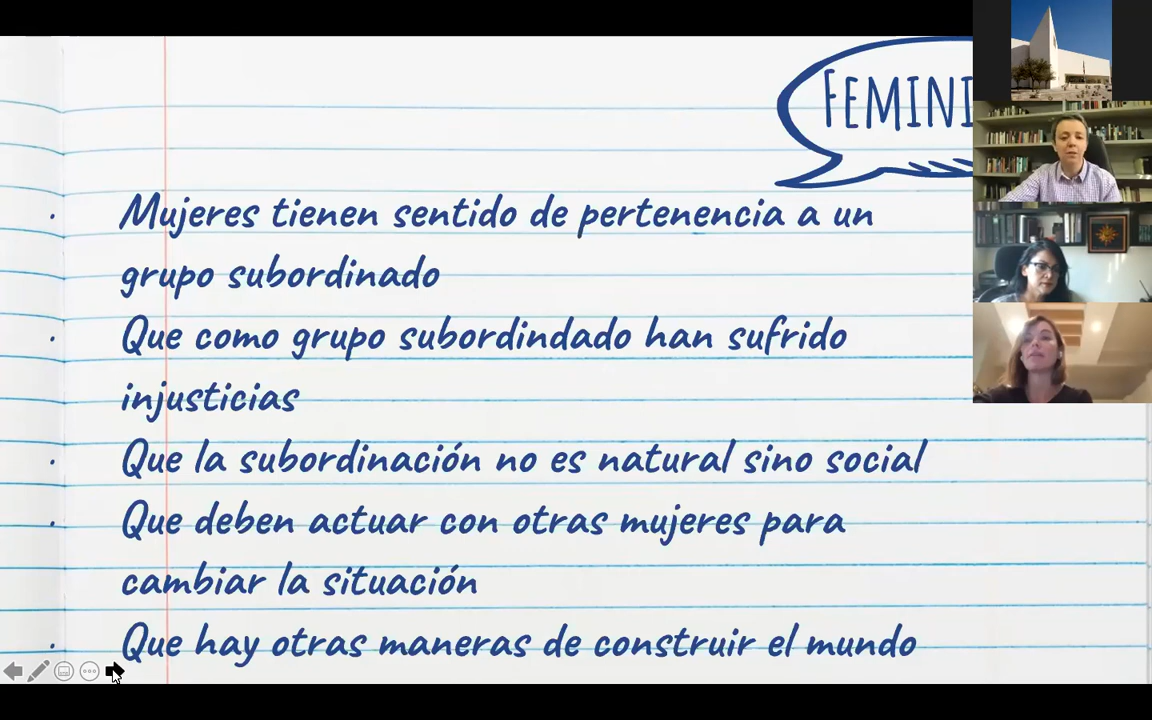 FEMINI
· Mujeres tienen sentido de pertenencia a un
grupo subordinado
· Que como grupo subordindado han sufrido
injusticias
· Que la subordinación no es natural sino social
· Que deben actuar con otras mujeres para
cambiar la situación
· Que hay otras maneras de construir el mundo